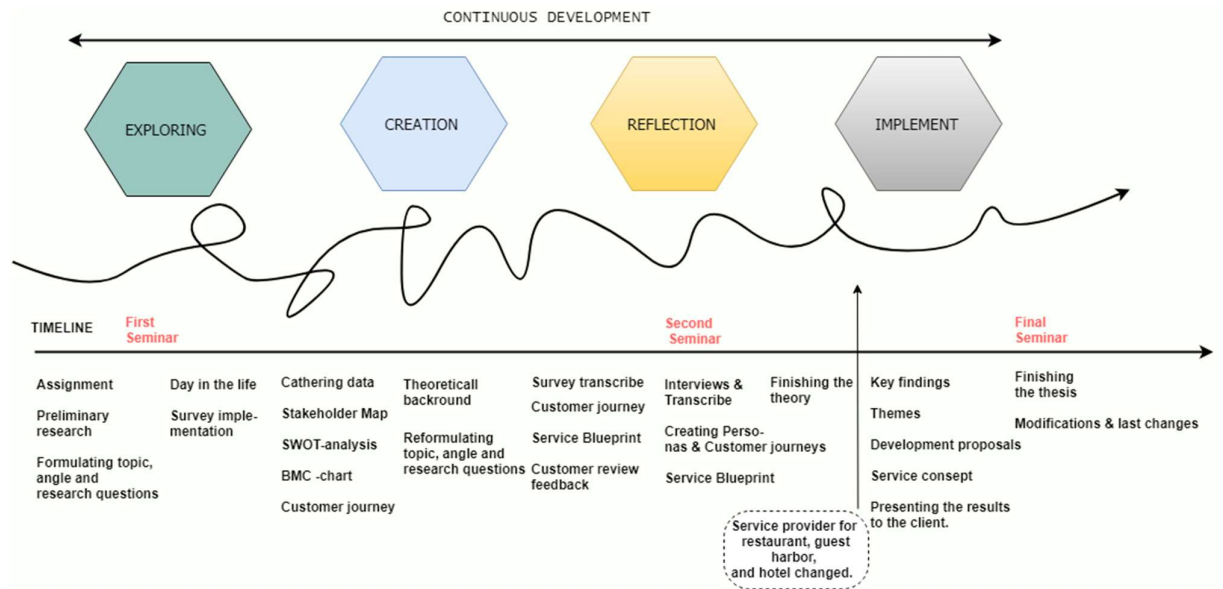 CONTINUOUS DEVELOPMENT
EXPLORING
CREATION
REFLECTION
IMPLEMENT
TIMELINE
First
Seminar
Second
Seminar
Final
Seminar
Assignment
Preliminary
research
Formulating topic,
angle and
research questions
Day in the life
Survey imple-
mentation
Cathering data
Stakeholder Map
SWOT-analysis
BMC -chart
Customer journey
Theoreticall
backround
Reformulating
topic, angle and
research questions
Survey transcribe
Customer journey
Service Blueprint
Customer review
feedback
Interviews &
Transcribe
Creating Perso-
nas & Customer journeys
Service Blueprint
Finishing the
theory
Service provider for
restaurant, guest
harbor,
and hotel changed.
Key findings
Themes
Development proposals
Service consept
Presenting the results
to the client.
Finishing
the thesis
Modifications & last changes